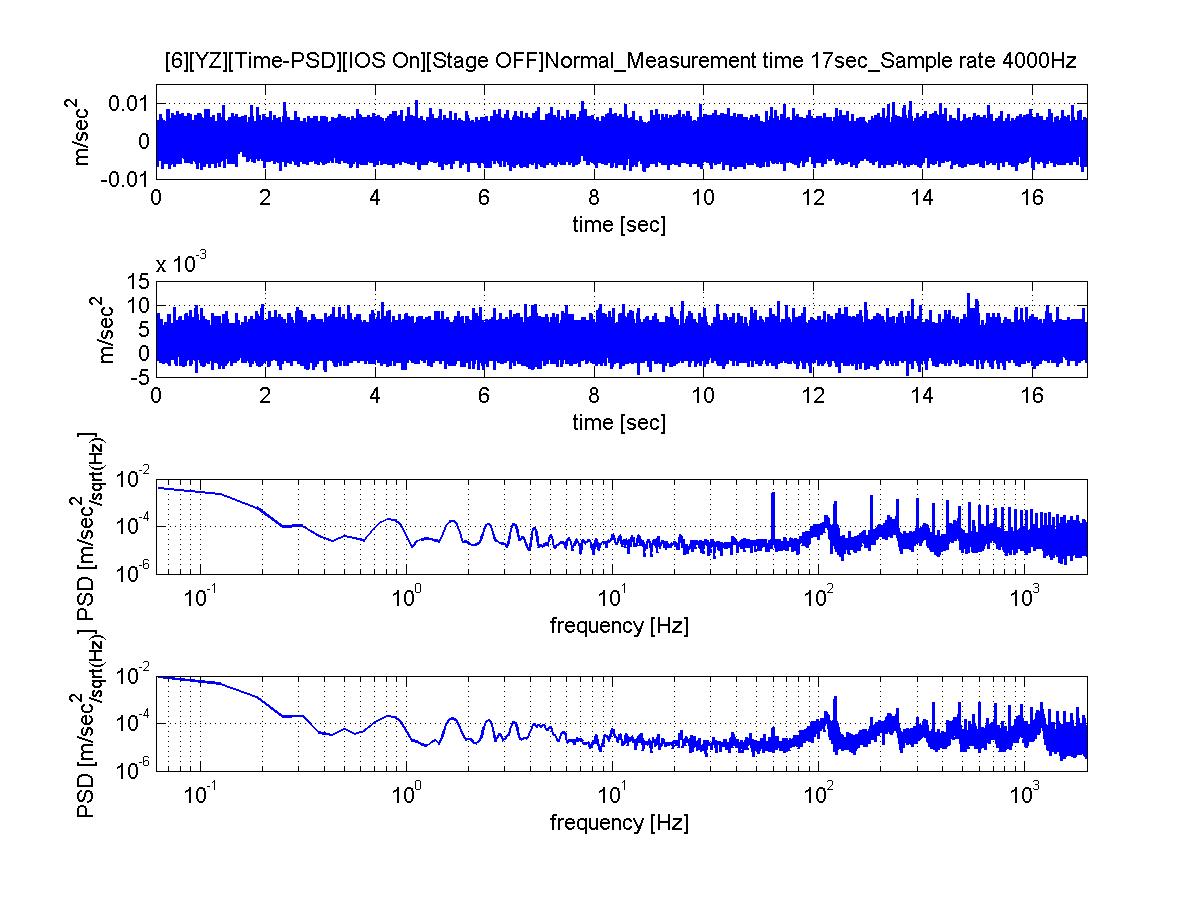 [6][YZ][Time-PSD][IOS On][Stage OFF]Normal_Measurement time 17sec_Sample rate 4000Hz
0.01
0
-0.01
m/sec2
0 2 4 6 8 10 12 14 16
time [sec]
x 10-3
15
10
5
0
-5
m/sec2
0 2 4 6 8 10 12 14 16
time [sec]
10-2
10-4
10-6
PSD [m/sec2/sqrt(Hz)]
10-1 100 101 102 103
frequency [Hz]
10-2
10-4
10-6
PSD [m/sec2/sqrt(Hz)]
10-1 100 101 102 103
frequency [Hz]